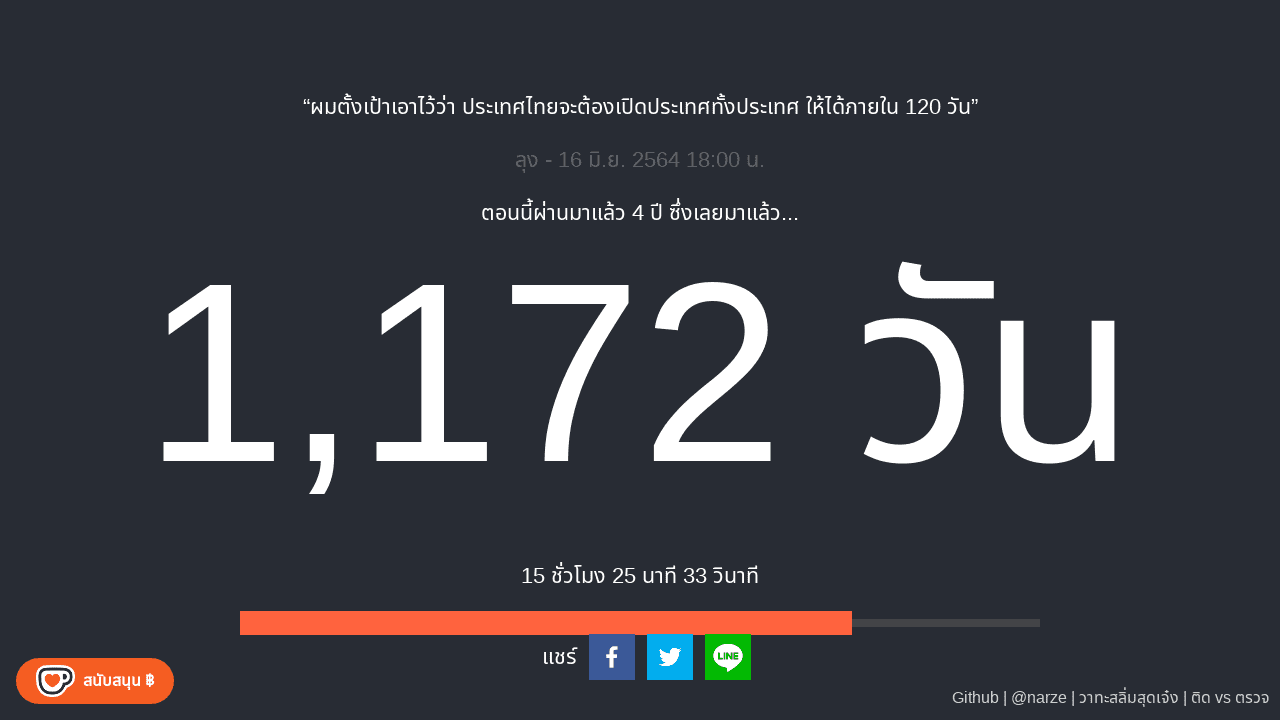 “ผมตั้งเป้าเอาไว้ว่า ประเทศไทยจะต้องเปิดประเทศทั้งประเทศ ให้ได้ภายใน 120 วัน”
ลุง - 16 มิ.ย. 2564 18:00 น.
ตอนนี้ผ่านมาแล้ว 4 ปี ซึ่งเลยมาแล้ว...
1,172 วัน
15 ชั่วโมง 25 นาที 33 วินาที
แชร์
LINE
สนับสนุน ฿
Github | @narze | วาทะสลิ่มสุดเจ๋ง | ติด vs ตรวจ